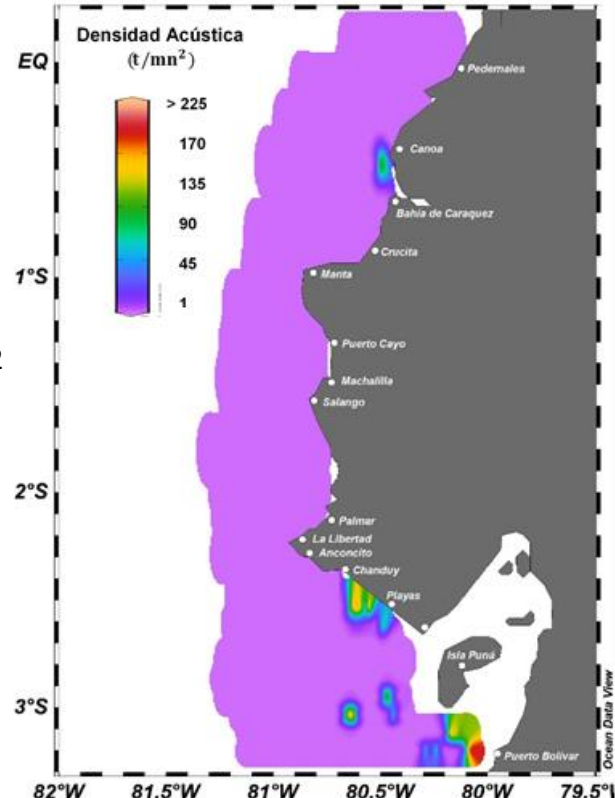 Densidad Acústica
(t/mn²)
> 225
170
135
90
45
1
EQ
1°S
2°S
3°S
2
Pedernales
Canoa
Bahía de Caraquez
Crucita
Manta
Puerto Cayo
Machalilla
Salango
Palmar
La Libertad
Anconcito
Chanduy
Playas
Isla Puná
Puerto Bolívar
82°W
81.5°W
81°W
80.5°W
80°W
79.5°
Ocean Data View